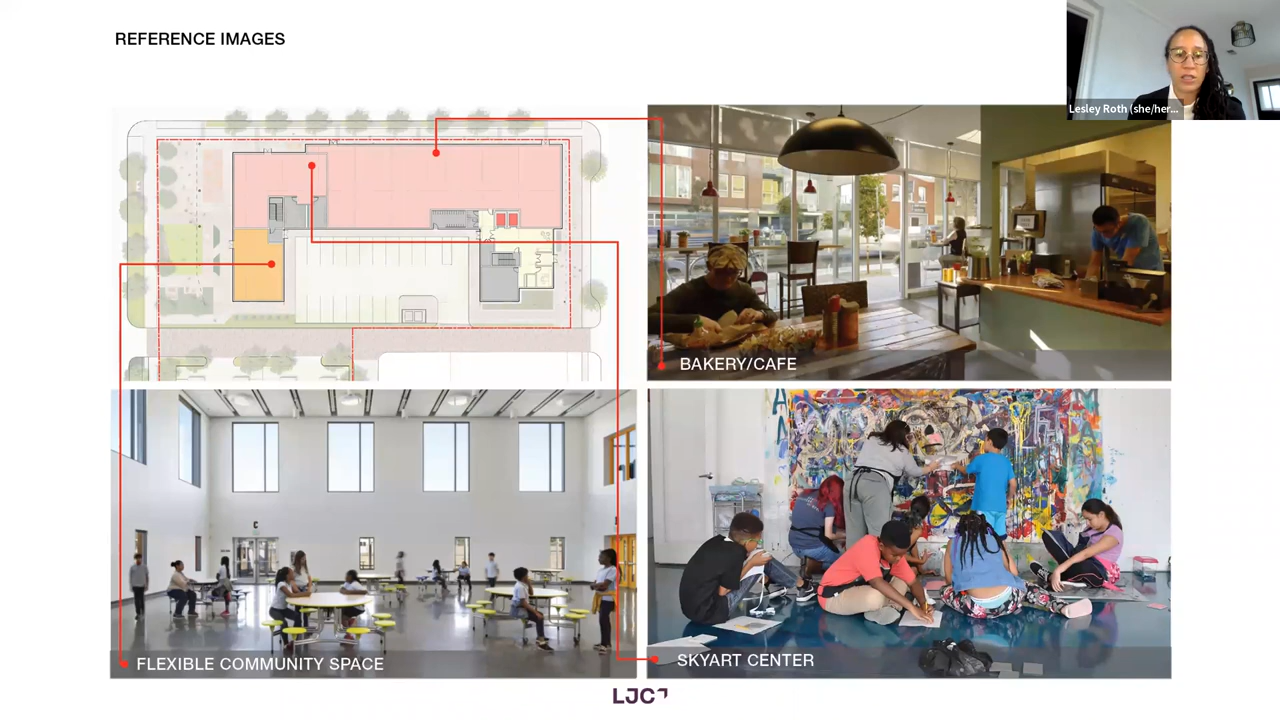 REFERENCE IMAGES
Lesley Roth (she/her...
BAKERY/CAFE
C
FLEXIBLE COMMUNITY SPACE
SKYART CENTER
LJC